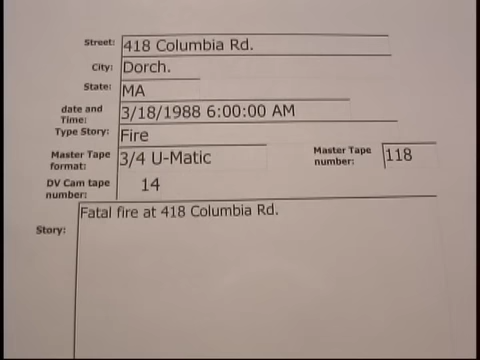 Street: 418 Columbia Rd.
City: Dorch.
State: MA
date and Time: 3/18/1988 6:00:00 AM
Type Story: Fire
Master Tape format: 3/4 U-Matic Master Tape number: 118
DV Cam tape number: 14
Story: Fatal fire at 418 Columbia Rd.